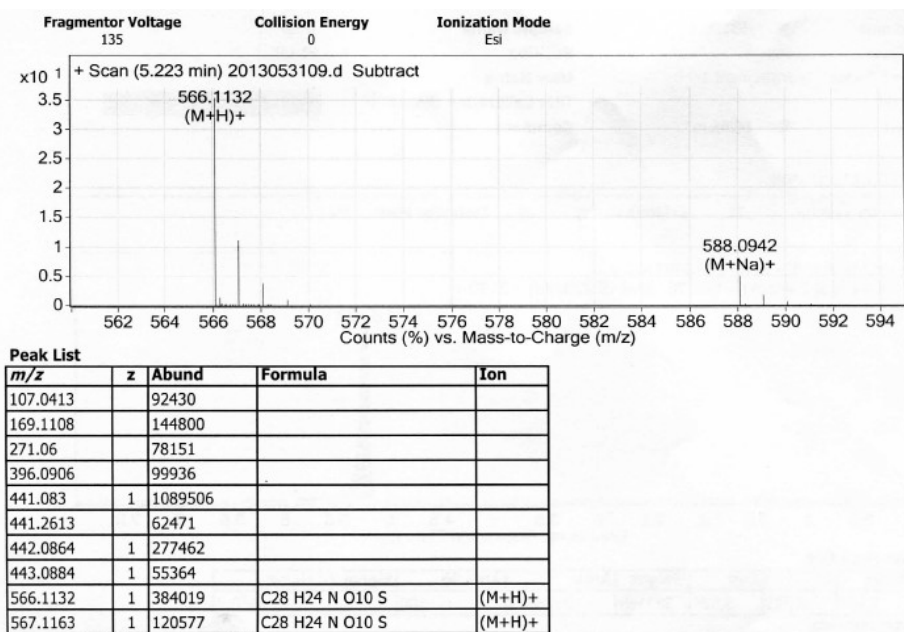 Fragmentor Voltage Collision Energy Ionization Mode
135 0 Esi
x10 1
+ Scan (5.223 min) 2013053109.d Subtract
3.5
566.1132
(M+H)+
3
2.5
2
1.5
1
588.0942
(M+Na)+
0.5
0
562 564 566 568 570 572 574 576 578 580 582 584 586 588 590 592 594
Counts (%) vs. Mass-to-Charge (m/z)
Peak List
m/z z Abund Formula Ion
107.0413 92430
169.1108 144800
271.06 78151
396.0906 99936
441.083 1 1089506
441.2613 62471
442.0864 1 277462
443.0884 1 55364
566.1132 1 384019 C28 H24 N O10 S (M+H)+
567.1163 1 120577 C28 H24 N O10 S (M+H)+